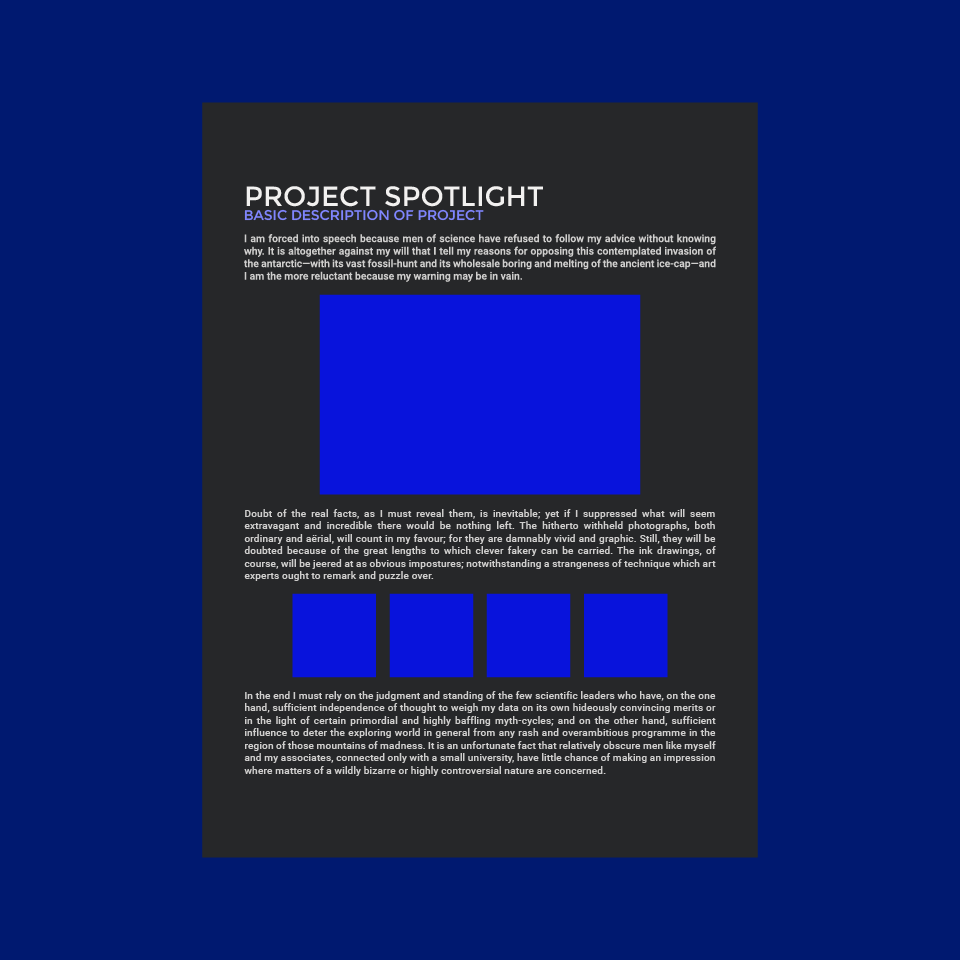 PROJECT SPOTLIGHT
BASIC DESCRIPTION OF PROJECT
I am forced into speech because men of science have refused to follow my advice without knowing
why. It is altogether against my will that I tell my reasons for opposing this contemplated invasion of
the antarctic—with its vast fossil-hunt and its wholesale boring and melting of the ancient ice-cap—and
I am the more reluctant because my warning may be in vain.
Doubt of the real facts, as I must reveal them, is inevitable; yet if I suppressed what will seem
extravagant and incredible there would be nothing left. The hitherto withheld photographs, both
ordinary and aërial, will count in my favour; for they are damnably vivid and graphic. Still, they will be
doubted because of the great lengths to which clever fakery can be carried. The ink drawings, of
course, will be jeered at as obvious impostures; notwithstanding a strangeness of technique which art
experts ought to remark and puzzle over.
In the end I must rely on the judgment and standing of the few scientific leaders who have, on the one
hand, sufficient independence of thought to weigh my data on its own hideously convincing merits or
in the light of certain primordial and highly baffling myth-cycles; and on the other hand, sufficient
influence to deter the exploring world in general from any rash and overambitious programme in the
region of those mountains of madness. It is an unfortunate fact that relatively obscure men like myself
and my associates, connected only with a small university, have little chance of making an impression
where matters of a wildly bizarre or highly controversial nature are concerned.